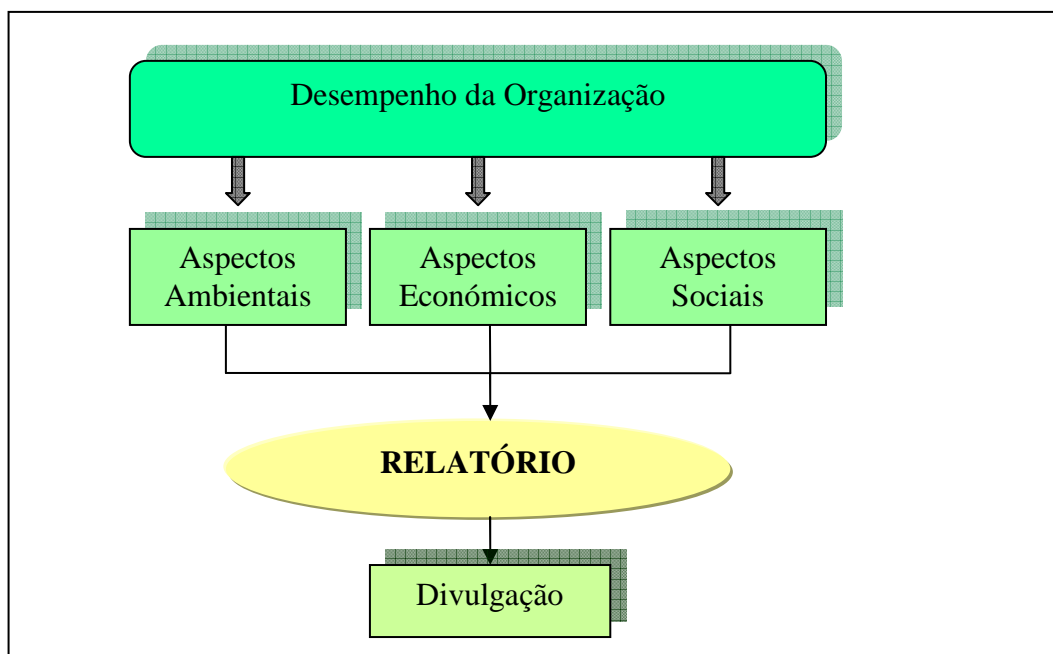 Desempenho da Organização
Aspectos
Ambientais
Aspectos
Económicos
Aspectos
Sociais
RELATÓRIO
Divulgação